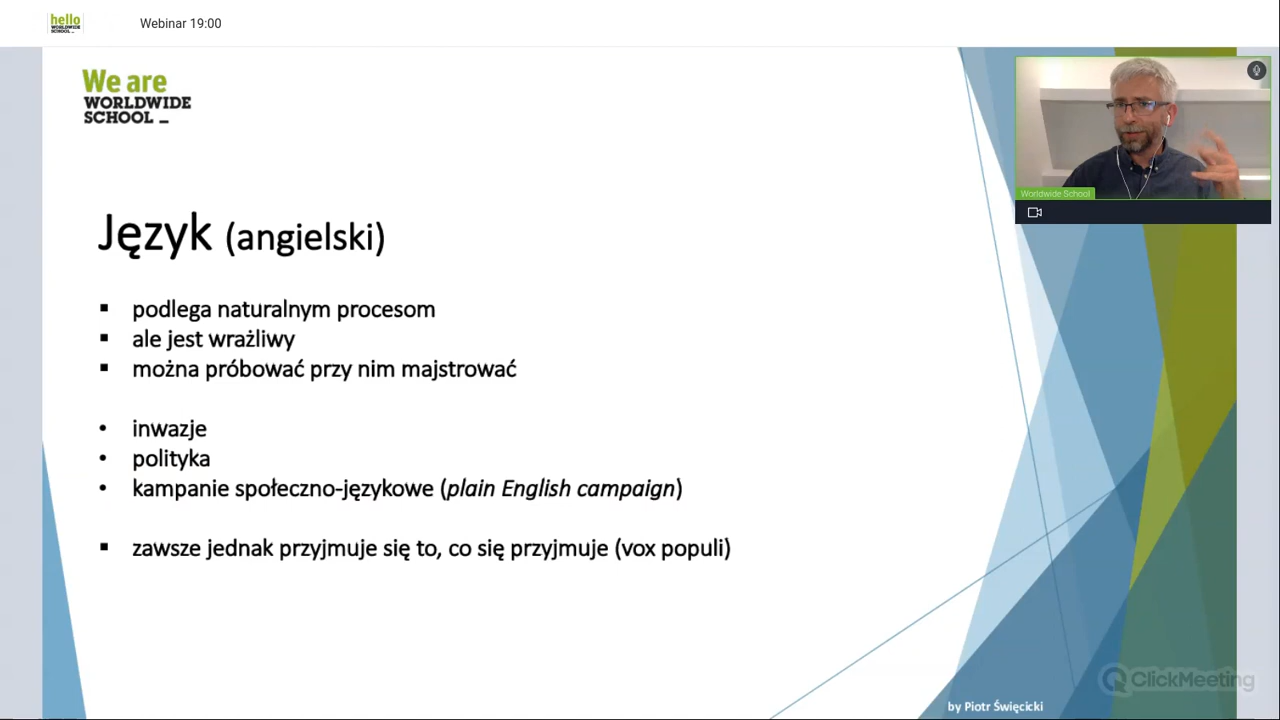 hello
WORLDWIDE
SCHOOL _
Webinar 19:00
We are
WORLDWIDE
SCHOOL _
Worldwide School
Język (angielski)
▪ podlega naturalnym procesom
▪ ale jest wrażliwy
▪ można próbować przy nim majstrować
• inwazje
• polityka
• kampanie społeczno-językowe (plain English campaign)
▪ zawsze jednak przyjmuje się to, co się przyjmuje (vox populi)
ClickMeeting
by Piotr Święcicki